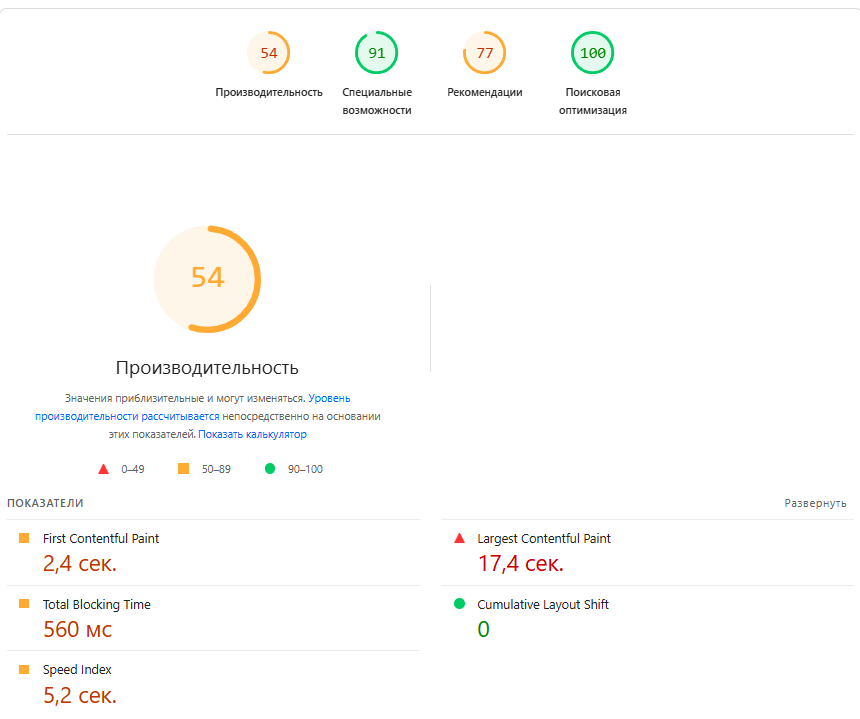 54
91
77
100
Производительность
Специальные
возможности
Рекомендации
Поисковая
оптимизация
54
Производительность
Значения приблизительные и могут изменяться. Уровень
производительности рассчитывается непосредственно на основании
этих показателей. Показать калькулятор
0–49
50–89
90–100
ПОКАЗАТЕЛИ
Развернуть
First Contentful Paint
2,4 сек.
Largest Contentful Paint
17,4 сек.
Total Blocking Time
560 мс
Cumulative Layout Shift
0
Speed Index
5,2 сек.